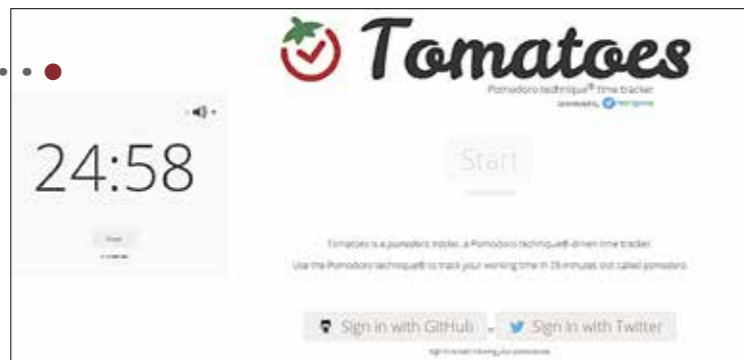 Tomatoes
Pomodoro technique® time tracker
24:58
Start
Tomatoes is a pomodoro tracker, a Pomodoro technique® driven time tracker.
Use the Pomodoro technique® to track your working time in 25 minutes slot called pomodoro.
Sign in with GitHub
Sign in with Twitter